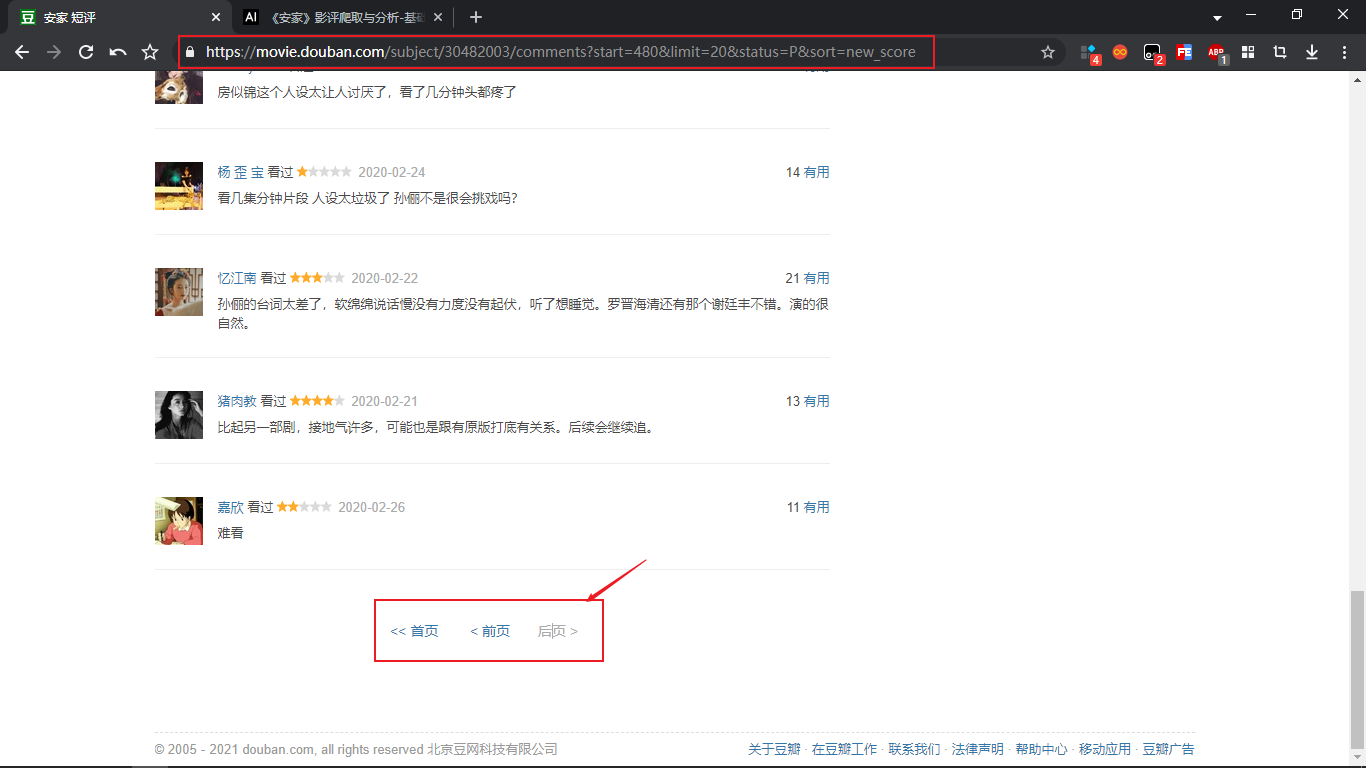 安家 短评
《安家》影评爬取与分析-基础
https://movie.douban.com/subject/30482003/comments?start=480&limit=20&status=P&sort=new_score
4
2
FE
ABP
1
房似锦这个人设太让人讨厌了，看了几分钟头都疼了
杨 歪 宝 看过 2020-02-24
14 有用
看几集分钟片段 人设太垃圾了 孙俪不是很会挑戏吗?
忆江南 看过 2020-02-22
21 有用
孙俪的台词太差了，软绵绵说话慢没有力度没有起伏，听了想睡觉。罗晋海清还有那个谢廷丰不错。演的很
自然。
猪肉教 看过 2020-02-21
13 有用
比起另一部剧，接地气许多，可能也是跟有原版打底有关系。后续会继续追。
嘉欣 看过 2020-02-26
11 有用
难看
<< 首页 < 前页 后页 >
© 2005 - 2021 douban.com, all rights reserved 北京豆网科技有限公司
关于豆瓣 · 在豆瓣工作 · 联系我们 · 法律声明 · 帮助中心 · 移动应用 · 豆瓣广告